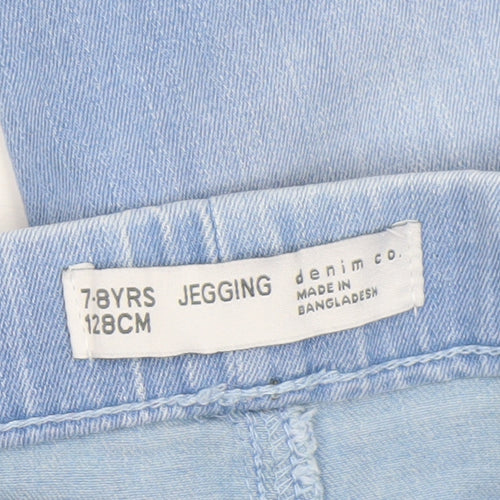 7-8YRS
128CM
JEGGING
denim co.
MADE IN
BANGLADESH